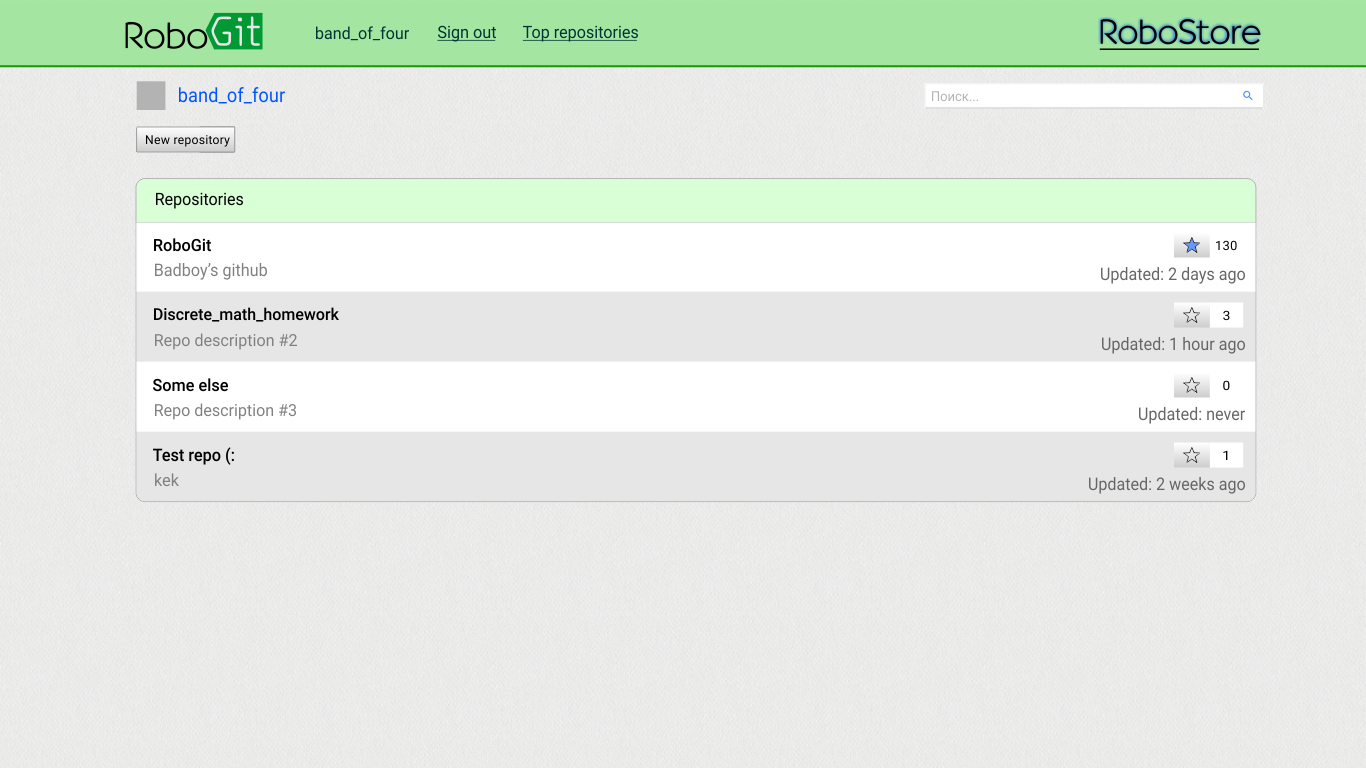 RoboGit band_of_four Sign out Top repositories RoboStore
band_of_four Поиск...
New repository
Repositories
RoboGit 130
Badboy’s github Updated: 2 days ago
Discrete_math_homework 3
Repo description #2 Updated: 1 hour ago
Some else 0
Repo description #3 Updated: never
Test repo (: 1
kek Updated: 2 weeks ago